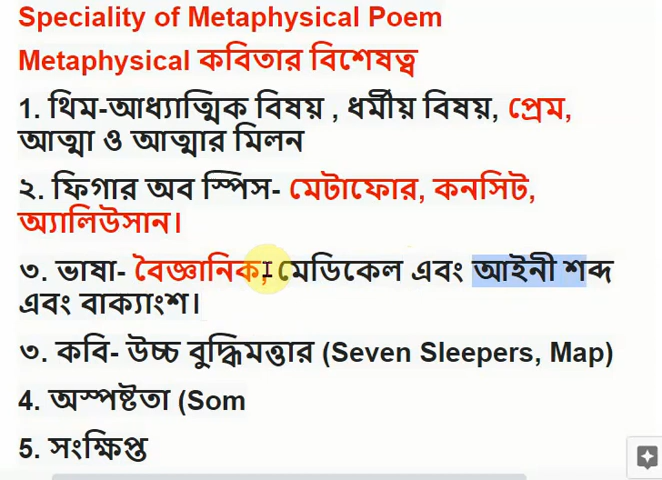 Speciality of Metaphysical Poem
Metaphysical কবিতার বিশেষত্ব
1. থিম-আধ্যাত্মিক বিষয় , ধর্মীয় বিষয়, প্রেম,
আত্মা ও আত্মার মিলন
২. ফিগার অব স্পিস- মেটাফোর, কনসিট,
অ্যালিউসান।
৩. ভাষা- বৈজ্ঞানিক, মেডিকেল এবং আইনী শব্দ
এবং বাক্যাংশ।
৩. কবি- উচ্চ বুদ্ধিমত্তার (Seven Sleepers, Map)
4. অস্পষ্টতা (Som
5. সংক্ষিপ্ত